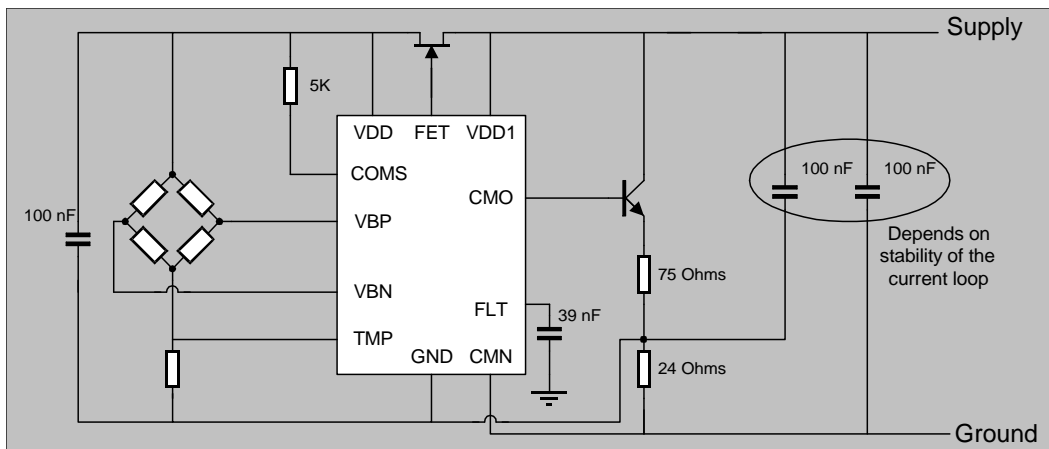 Supply
5K
VDD FET VDD1
COMS
100 nF 100 nF
CMO
100 nF
VBP
Depends on
stability of the
current loop
75 Ohms
VBN
FLT
39 nF
TMP
GND CMN
24 Ohms
Ground